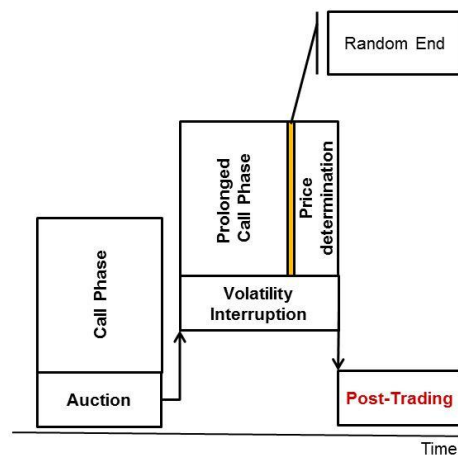 Random End
Prolonged
Call Phase
Price
determination
Call Phase
Volatility
Interruption
Auction
Post-Trading
Time